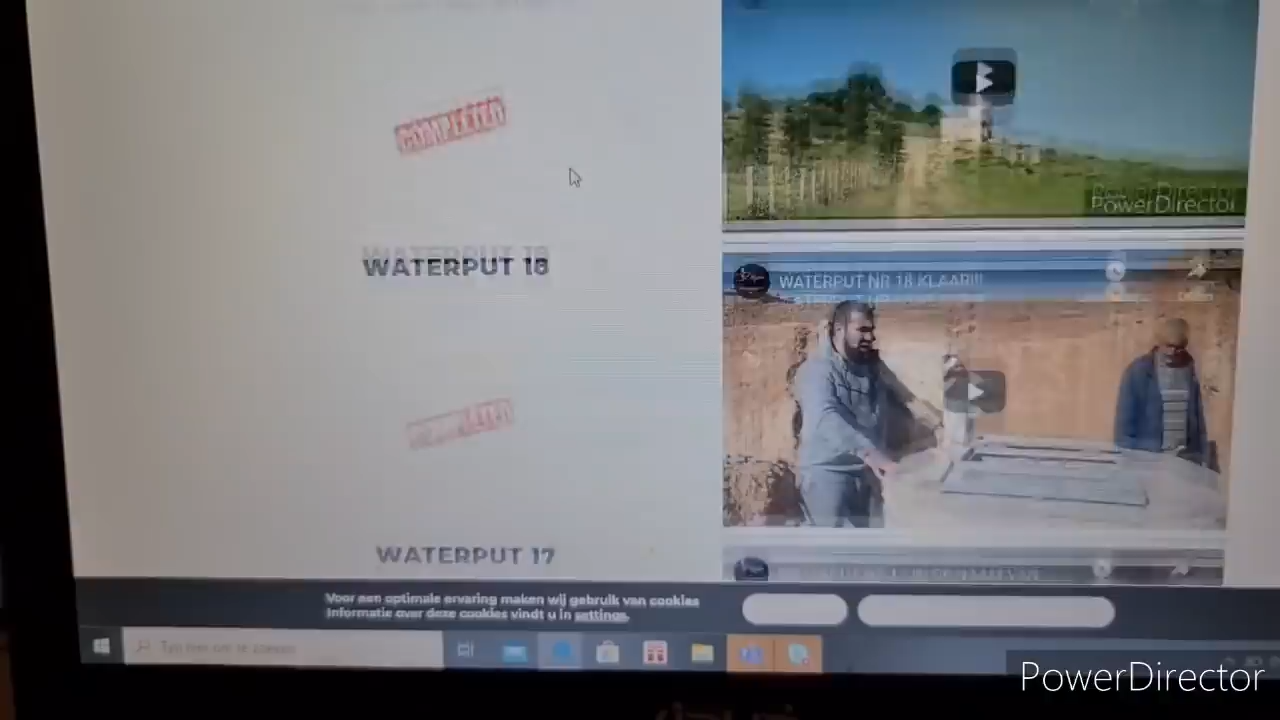 COMPLETED
PowerDirector
WATERPUT 18
WATERPUT NR 18 KLAAR!!!
WATERPUT 17
Voor een optimale ervaring maken wij gebruik van cookies
Informatie over deze cookies vindt u in settings.
PowerDirector